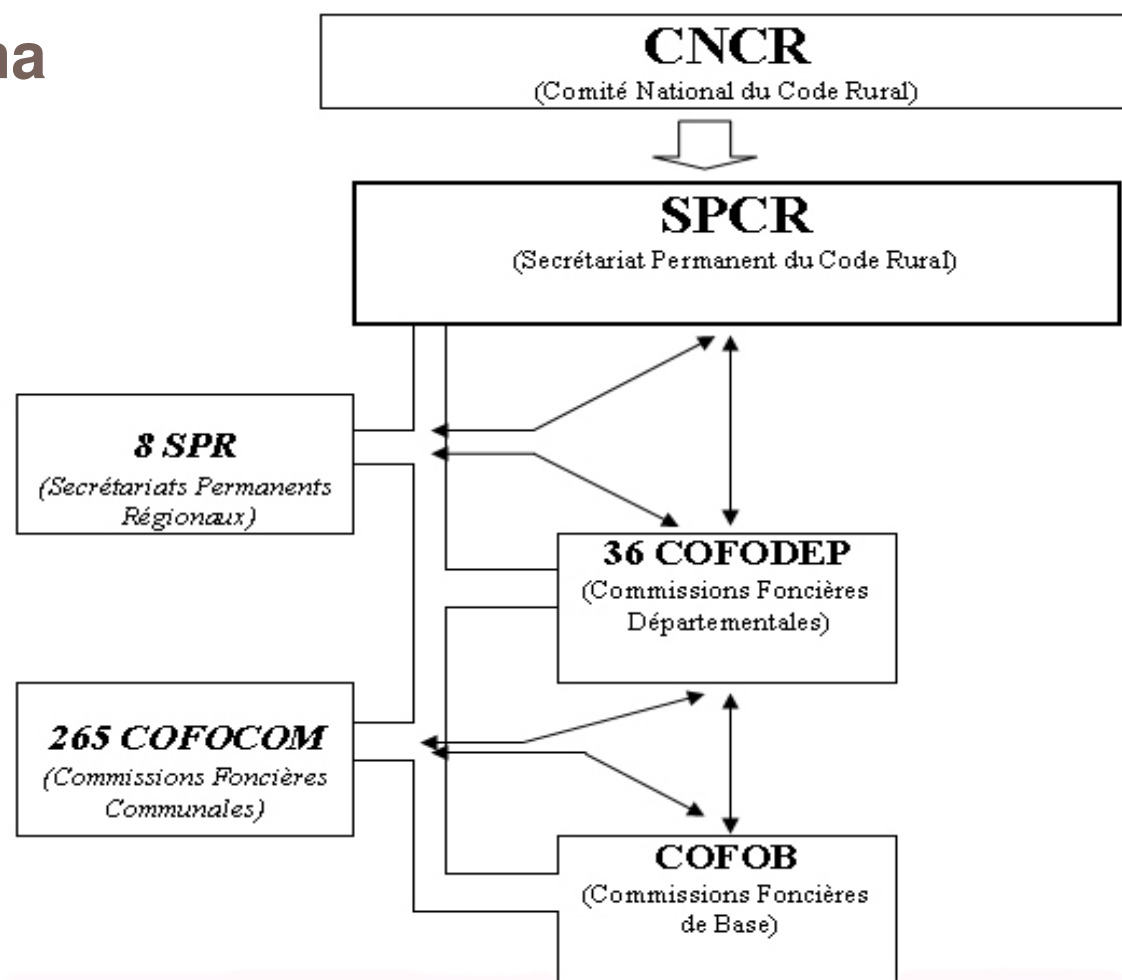 na
CNCR
(Comité National du Code Rural)
SPCR
(Secrétariat Permanent du Code Rural)
8 SPR
(Secrétariats Permanents
Régionaux)
36 COFODEP
(Commissions Foncières
Départementales)
265 COFOCOM
(Commissions Foncières
Communales)
COFOB
(Commissions Foncières
de Base)